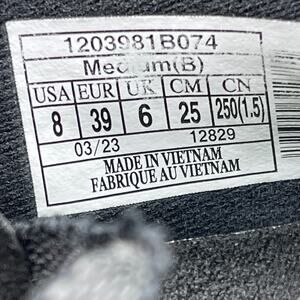 1203981B074
Medium(B)
USA EUR UK CM CN
8 39 6 25 250(1.5)
03/23 12829
MADE IN VIETNAM
FABRIQUE AU VIETNAM